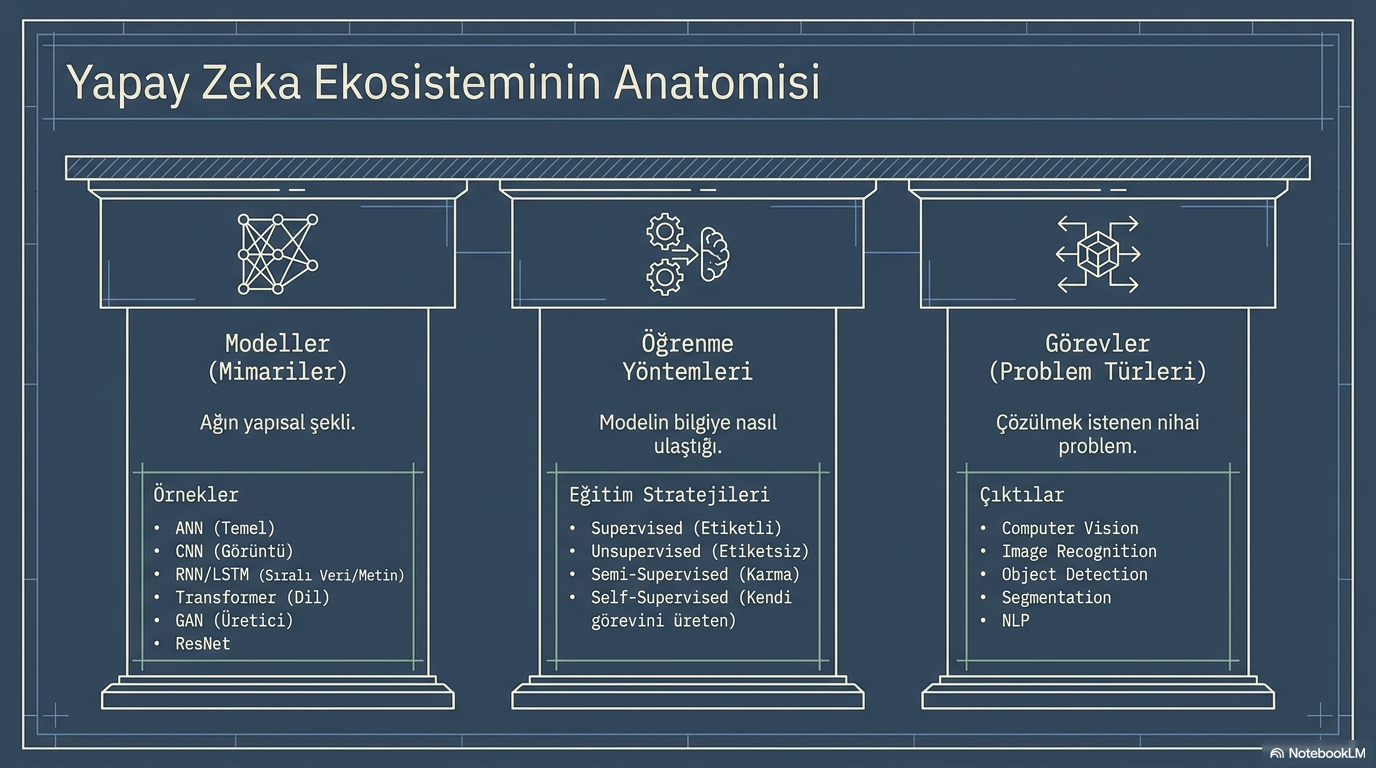 Yapay Zeka Ekosisteminin Anatomisi
Modeller
(Mimariler)
Ağın yapısal şekli.
Örnekler
• ANN (Temel)
• CNN (Görüntü)
• RNN/LSTM (Sıralı Veri/Metin)
• Transformer (Dil)
• GAN (Üretici)
• ResNet
Öğrenme
Yöntemleri
Modelin bilgiye nasıl
ulaştığı.
Eğitim Stratejileri
• Supervised (Etiketli)
• Unsupervised (Etiketsiz)
• Semi-Supervised (Karma)
• Self-Supervised (Kendi
görevini üreten)
Görevler
(Problem Türleri)
Çözülmek istenen nihai
problem.
Çıktılar
• Computer Vision
• Image Recognition
• Object Detection
• Segmentation
• NLP
NotebookLM